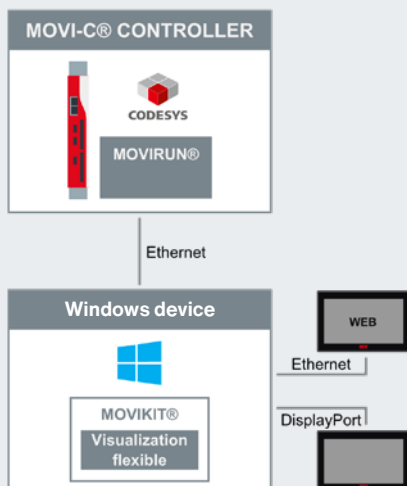 MOVI-C® CONTROLLER
CODESYS
MOVIRUN®
Ethernet
Windows device
WEB
Ethernet
MOVIKIT®
DisplayPort
Visualization
flexible